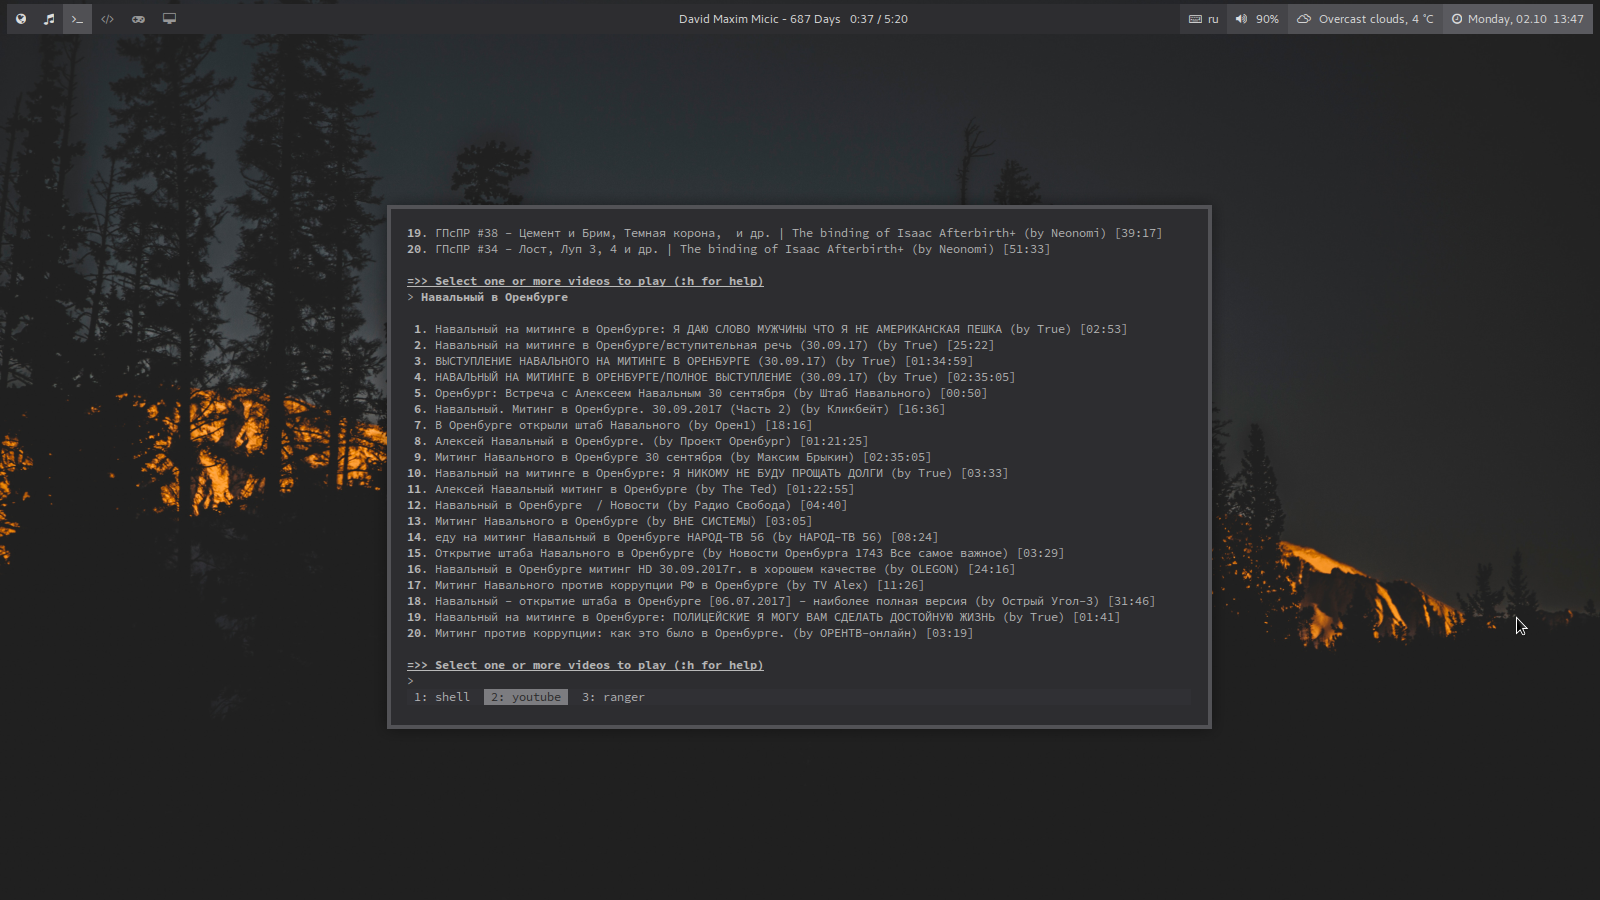 David Maxim Micic - 687 Days 0:37 / 5:20
ru
90%
Overcast clouds, 4 °C
Monday, 02.10 13:47
19. ГПсПР #38 - Цемент и Брим, Темная корона,  и др. | The binding of Isaac Afterbirth+ (by Neonomi) [39:17]
20. ГПсПР #34 - Лост, Луп 3, 4 и др. | The binding of Isaac Afterbirth+ (by Neonomi) [51:33]
=>> Select one or more videos to play (:h for help)
> Навальный в Оренбурге
1. Навальный на митинге в Оренбурге: Я ДАЮ СЛОВО МУЖЧИНЫ ЧТО Я НЕ АМЕРИКАНСКАЯ ПЕШКА (by True) [02:53]
2. Навальный на митинге в Оренбурге/вступительная речь (30.09.17) (by True) [25:22]
3. ВЫСТУПЛЕНИЕ НАВАЛЬНОГО НА МИТИНГЕ В ОРЕНБУРГЕ (30.09.17) (by True) [01:34:59]
4. НАВАЛЬНЫЙ НА МИТИНГЕ В ОРЕНБУРГЕ/ПОЛНОЕ ВЫСТУПЛЕНИЕ (30.09.17) (by True) [02:35:05]
5. Оренбург: Встреча с Алексеем Навальным 30 сентября (by Штаб Навального) [00:50]
6. Навальный. Митинг в Оренбурге. 30.09.2017 (Часть 2) (by Кликбейт) [16:36]
7. В Оренбурге открыли штаб Навального (by Орен1) [18:16]
8. Алексей Навальный в Оренбурге. (by Проект Оренбург) [01:21:25]
9. Митинг Навального в Оренбурге 30 сентября (by Максим Брыкин) [02:35:05]
10. Навальный на митинге в Оренбурге: Я НИКОМУ НЕ БУДУ ПРОЩАТЬ ДОЛГИ (by True) [03:33]
11. Алексей Навальный митинг в Оренбурге (by The Ted) [01:22:55]
12. Навальный в Оренбурге  / Новости (by Радио Свобода) [04:40]
13. Митинг Навального в Оренбурге (by ВНЕ СИСТЕМЫ) [03:05]
14. еду на митинг Навальный в Оренбурге НАРОД-ТВ 56 (by НАРОД-ТВ 56) [08:24]
15. Открытие штаба Навального в Оренбурге (by Новости Оренбурга 1743 Все самое важное) [03:29]
16. Навальный в Оренбурге митинг HD 30.09.2017г. в хорошем качестве (by OLEGON) [24:16]
17. Митинг Навального против коррупции РФ в Оренбурге (by TV Alex) [11:26]
18. Навальный - открытие штаба в Оренбурге [06.07.2017] - наиболее полная версия (by Острый Угол-3) [31:46]
19. Навальный на митинге в Оренбурге: ПОЛИЦЕЙСКИЕ Я МОГУ ВАМ СДЕЛАТЬ ДОСТОЙНУЮ ЖИЗНЬ (by True) [01:41]
20. Митинг против коррупции: как это было в Оренбурге. (by ОРЕНТВ-онлайн) [03:19]
=>> Select one or more videos to play (:h for help)
>
1: shell 2: youtube 3: ranger